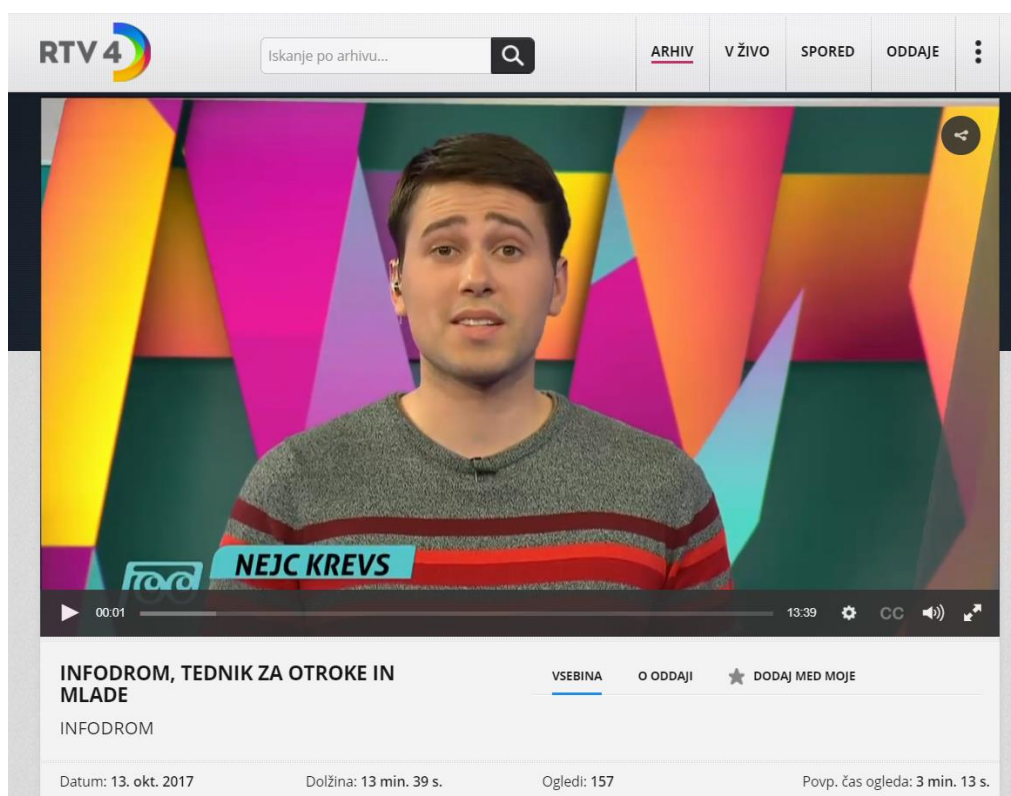 RTV 4
Iskanje po arhivu...
ARHIV V ŽIVO SPORED ODDAJE
NEJC KREVS
00:01 13:39 CC
INFODROM, TEDNIK ZA OTROKE IN
MLADE
VSEBINA O ODDAJI DODAJ MED MOJE
INFODROM
Datum: 13. okt. 2017 Dolžina: 13 min. 39 s. Ogledi: 157 Povp. čas ogleda: 3 min. 13 s.